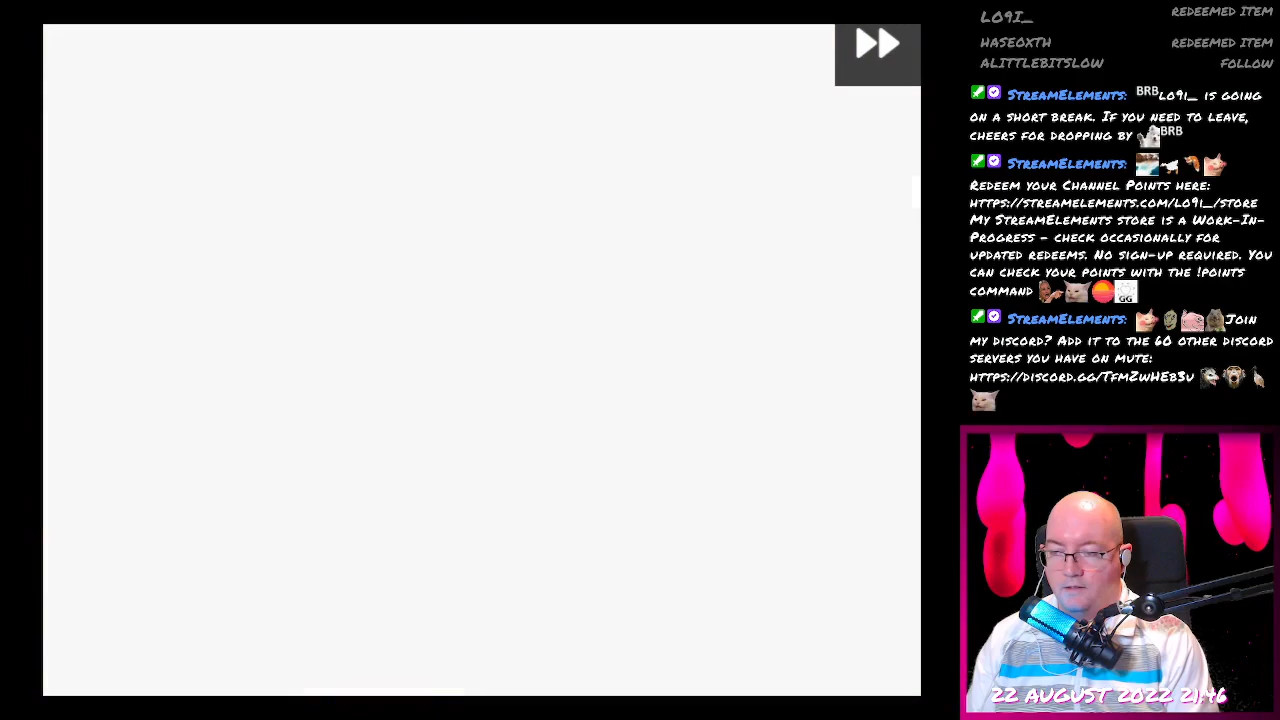 LO9I_ REDEEMED ITEM
HASEOXTH REDEEMED ITEM
ALITTLEBITSLOW FOLLOW
StreamElements: BRB LO9I_ IS GOING
ON A SHORT BREAK. IF YOU NEED TO LEAVE,
CHEERS FOR DROPPING BY BRB
StreamElements:
Redeem your Channel Points here:
https://streamelements.com/lo9i_/store
My StreamElements store is a Work-In-
Progress - check occasionally for
updated redeems. No sign-up required. You
can check your points with the !points
command GG
StreamElements: Join
my discord? Add it to the 60 other discord
servers you have on mute:
https://discord.gg/TfmZwHEb3u
22 AUGUST 2022 21:46